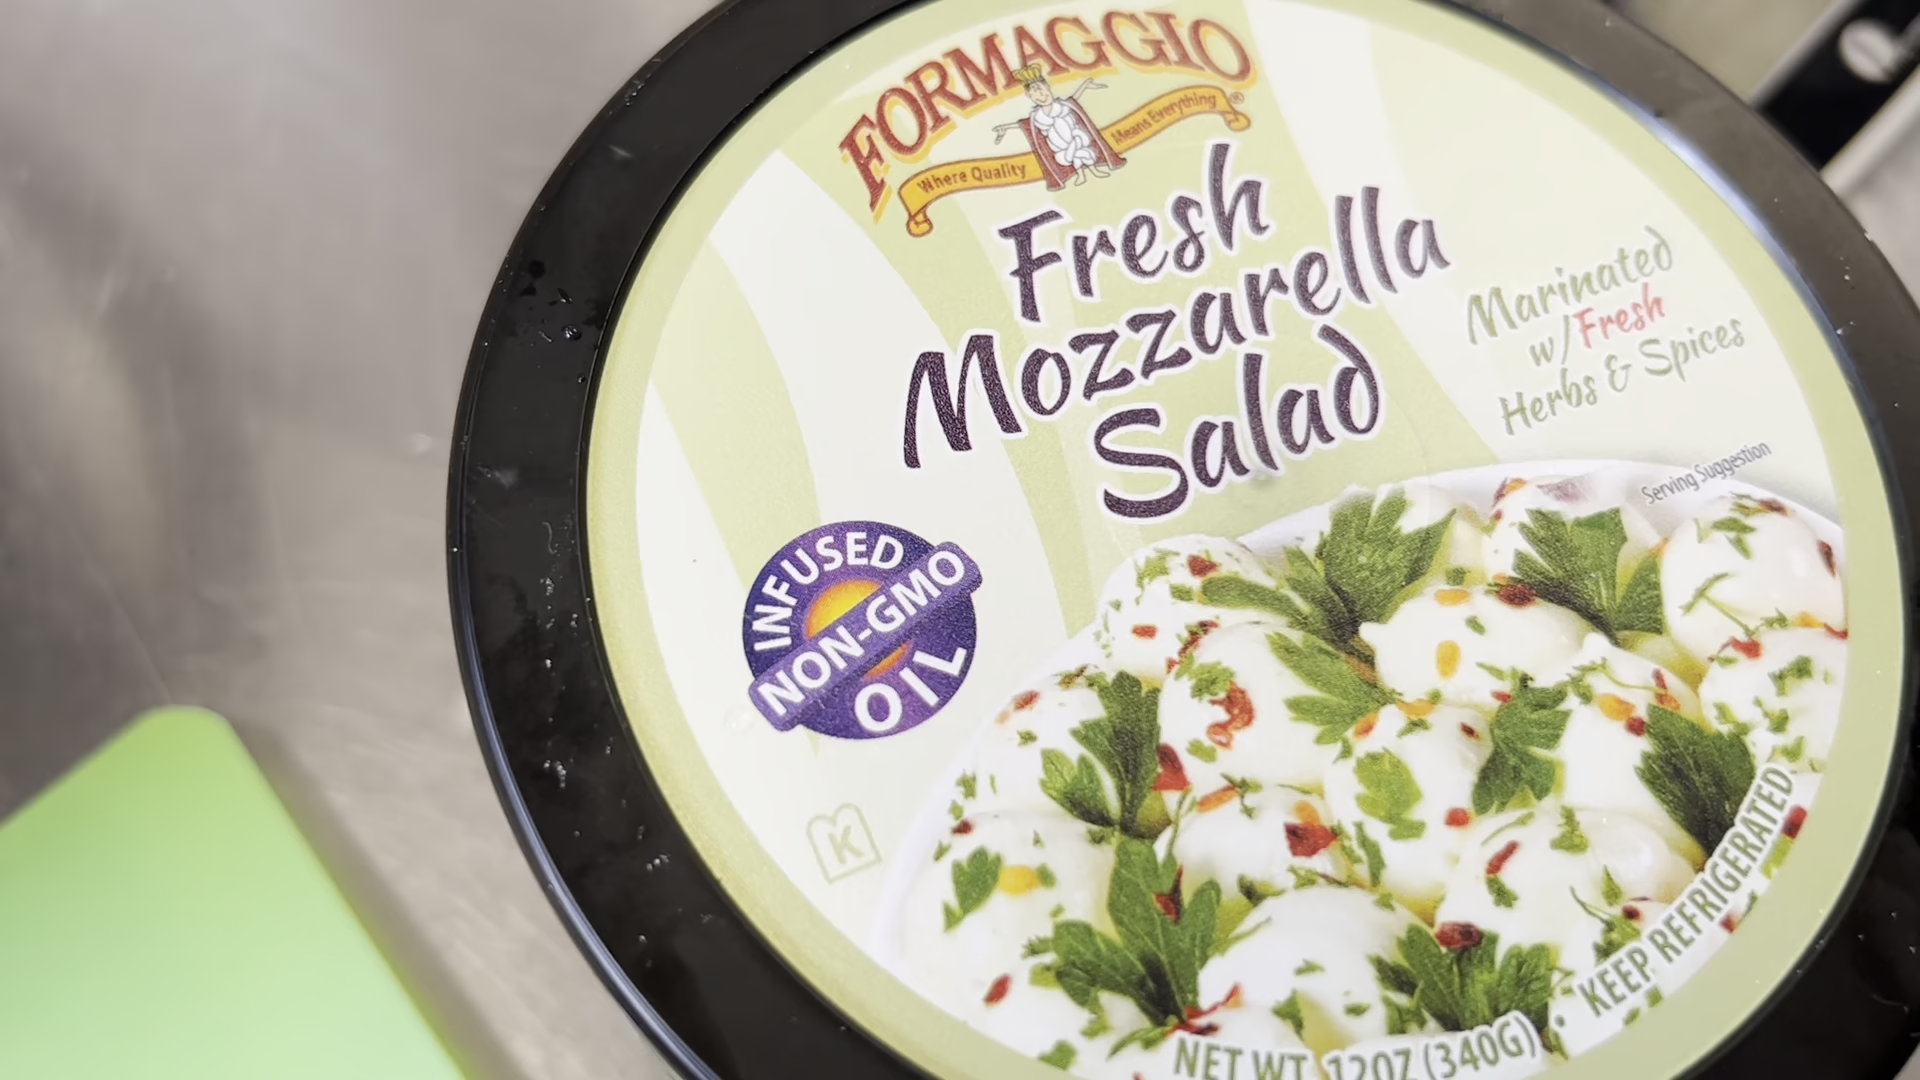 FORMAGGIO
Where Quality
Means Everything
®
Fresh
Mozzarella
Salad
Marinated
w/Fresh
Herbs & Spices
Serving Suggestion
INFUSED
NON-GMO
OIL
K
KEEP REFRIGERATED
NET WT. 12OZ (340G)